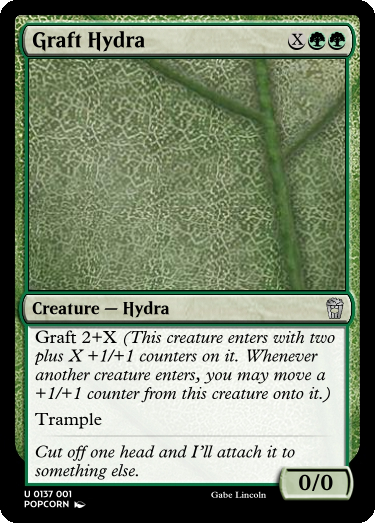 Graft Hydra X
Creature — Hydra
Graft 2+X (This creature enters with two
plus X +1/+1 counters on it. Whenever
another creature enters, you may move a
+1/+1 counter from this creature onto it.)
Trample
Cut off one head and I'll attach it to
something else.
0/0
U 0137 001
POPCORN
Gabe Lincoln